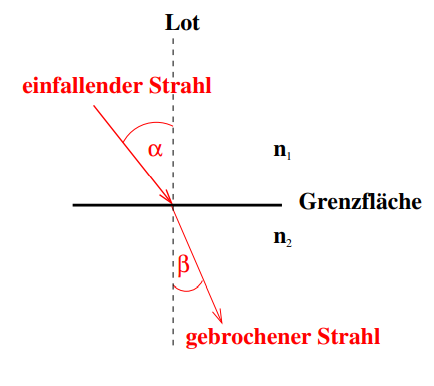 Lot
einfallender Strahl
α
n₁
Grenzfläche
n₂
β
gebrochener Strahl